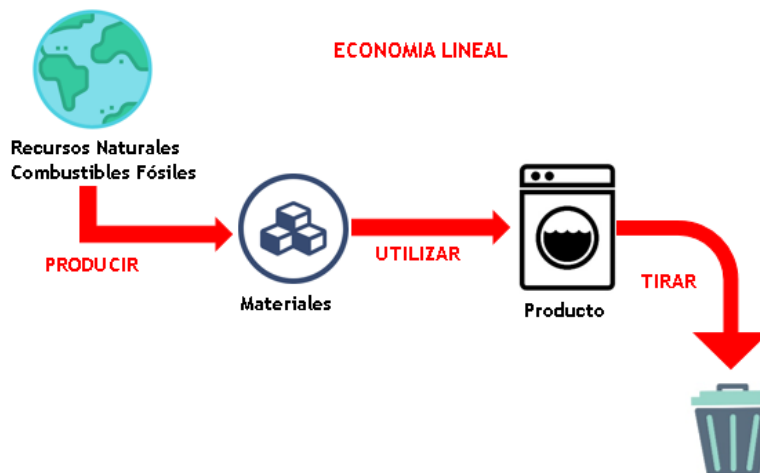 ECONOMIA LINEAL
Recursos Naturales
Combustibles Fósiles
PRODUCIR
Materiales
UTILIZAR
Producto
TIRAR